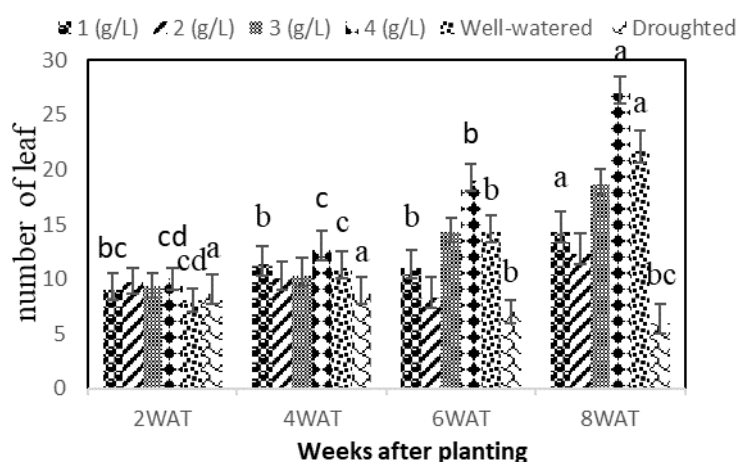 1 (g/L) 2 (g/L) 3 (g/L) 4 (g/L) Well-watered Droughted
number of leaf
30
25
20
15
10
5
0
bc cd cd a
b c c a
b b b b
a a a bc
2WAT 4WAT 6WAT 8WAT
Weeks after planting